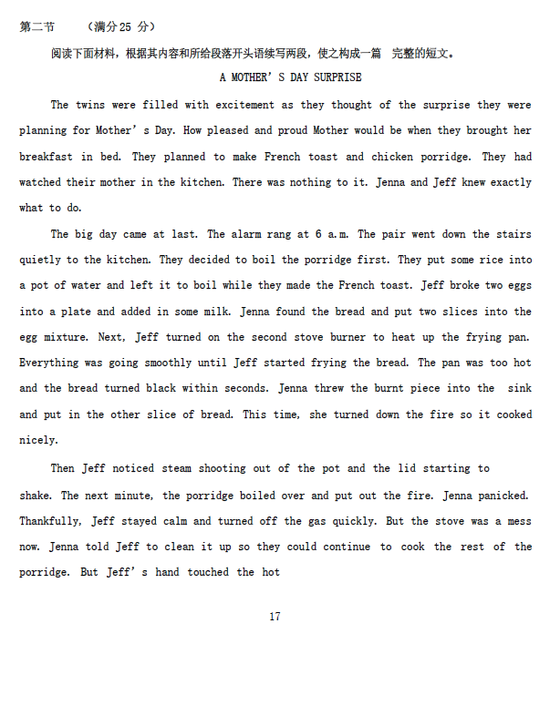 第二节　　（满分 25 分）
阅读下面材料，根据其内容和所给段落开头语续写两段，使之构成一篇　完整的短文。
A MOTHER’S DAY SURPRISE
The twins were filled with excitement as they thought of the surprise they were
planning for Mother’s Day. How pleased and proud Mother would be when they brought her
breakfast in bed. They planned to make French toast and chicken porridge. They had
watched their mother in the kitchen. There was nothing to it. Jenna and Jeff knew exactly
what to do.
The big day came at last. The alarm rang at 6 a.m. The pair went down the stairs
quietly to the kitchen. They decided to boil the porridge first. They put some rice into
a pot of water and left it to boil while they made the French toast. Jeff broke two eggs
into a plate and added in some milk. Jenna found the bread and put two slices into the
egg mixture. Next, Jeff turned on the second stove burner to heat up the frying pan.
Everything was going smoothly until Jeff started frying the bread. The pan was too hot
and the bread turned black within seconds. Jenna threw the burnt piece into the sink
and put in the other slice of bread. This time, she turned down the fire so it cooked
nicely.
Then Jeff noticed steam shooting out of the pot and the lid starting to
shake. The next minute, the porridge boiled over and put out the fire. Jenna panicked.
Thankfully, Jeff stayed calm and turned off the gas quickly. But the stove was a mess
now. Jenna told Jeff to clean it up so they could continue to cook the rest of the
porridge. But Jeff’s hand touched the hot
17